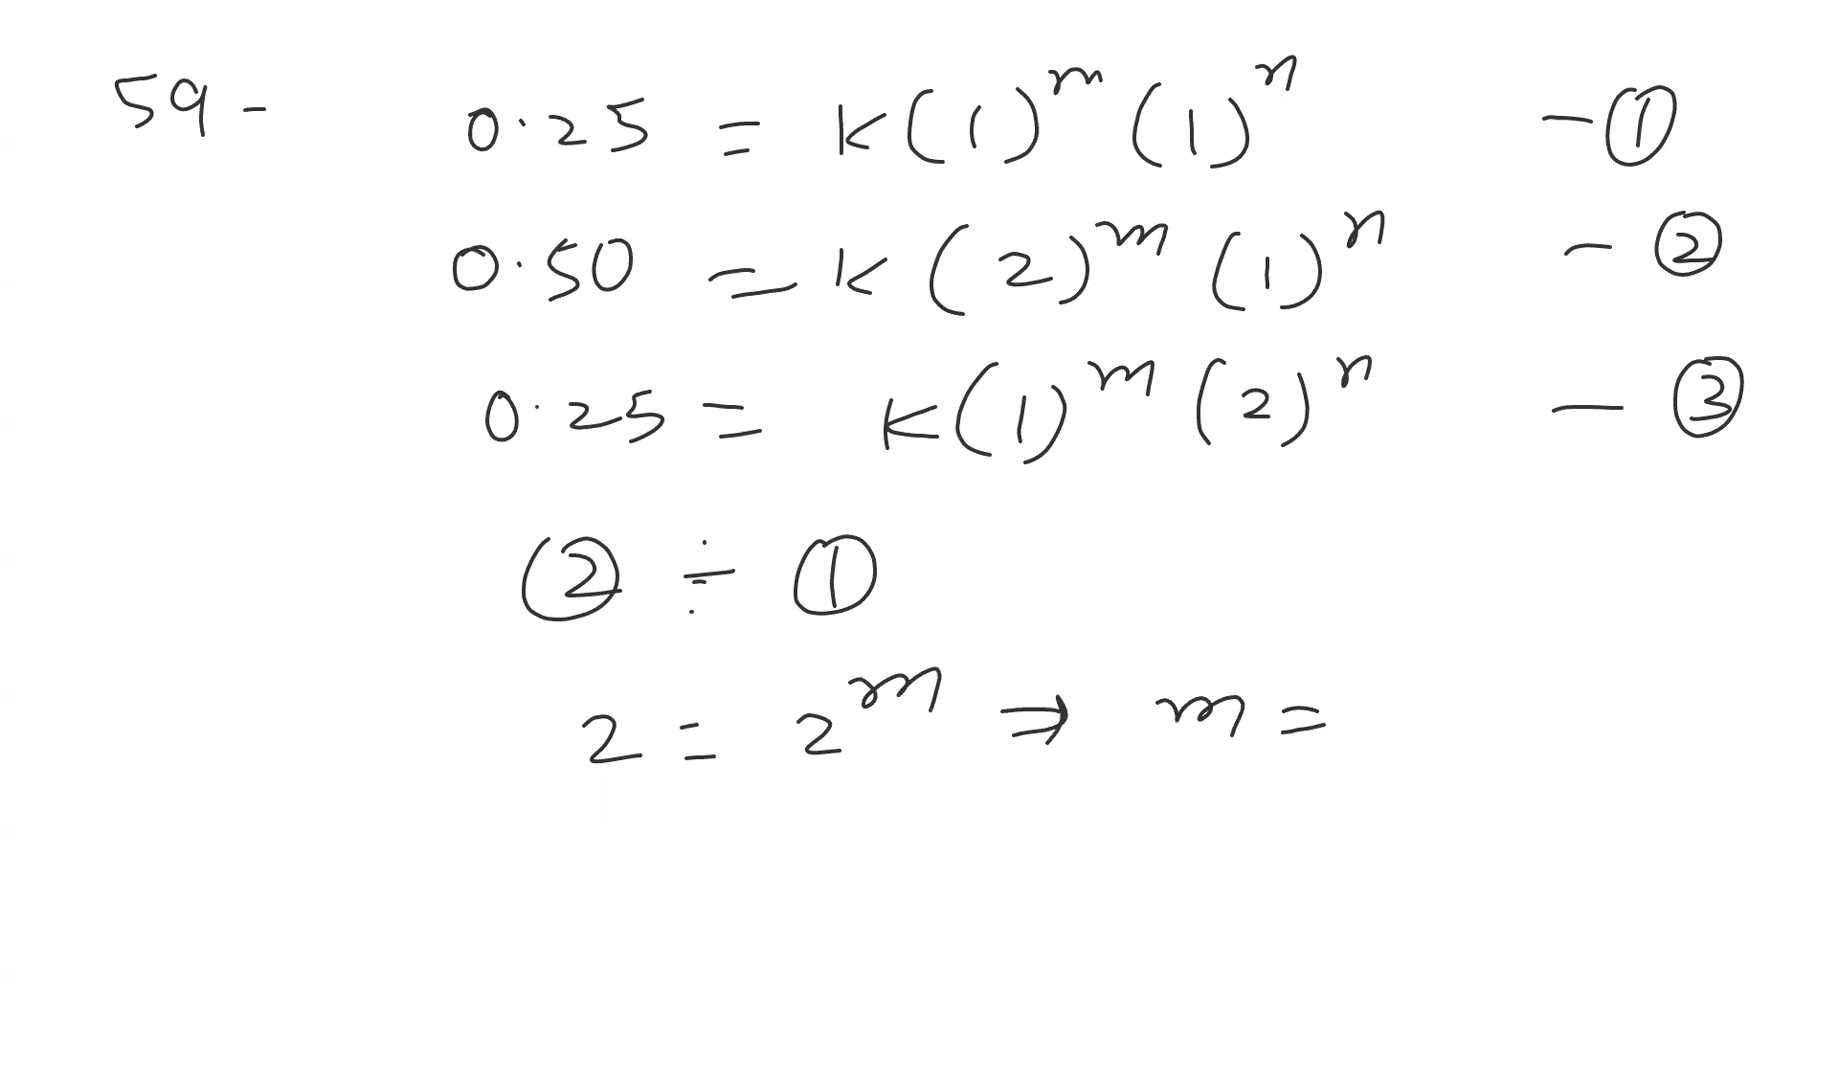 59 - 0.25 = K(1)^m (1)^n - ①
0.50 = K(2)^m (1)^n - ②
0.25 = K(1)^m (2)^n - ③
② ÷ ①
2 = 2^m ⇒ m =